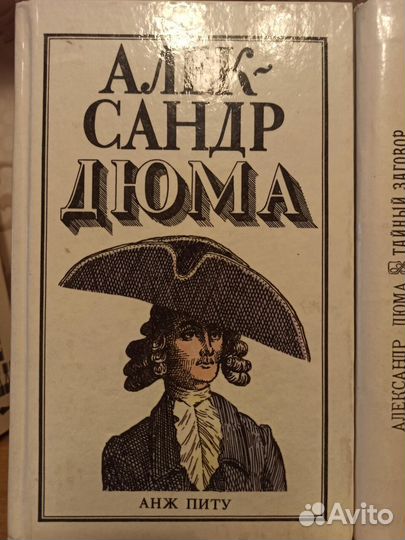 АЛЕК-
САНДР
ДЮМА
АНЖ ПИТУ
АЛЕКСАНДР ДЮМА ТАЙНЫЙ ЗАГОВОР
Avito